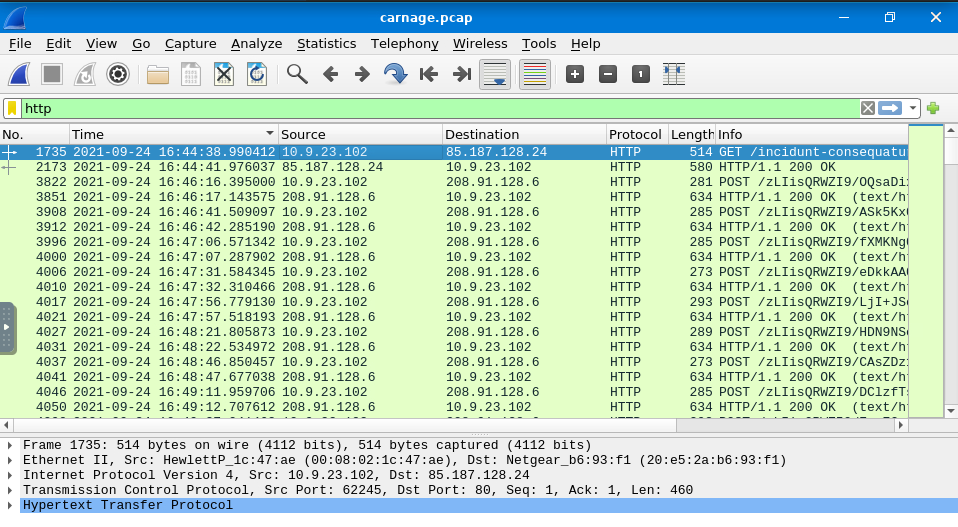 carnage.pcap
File Edit View Go Capture Analyze Statistics Telephony Wireless Tools Help
http
No. Time Source Destination Protocol Length Info
1735 2021-09-24 16:44:38.990412 10.9.23.102 85.187.128.24 HTTP 514 GET /incidunt-consequatu
2173 2021-09-24 16:44:41.976037 85.187.128.24 10.9.23.102 HTTP 580 HTTP/1.1 200 OK
3822 2021-09-24 16:46:16.395000 10.9.23.102 208.91.128.6 HTTP 281 POST /zLIisQRWZI9/OQsaDi
3851 2021-09-24 16:46:17.143575 208.91.128.6 10.9.23.102 HTTP 634 HTTP/1.1 200 OK (text/h
3908 2021-09-24 16:46:41.509097 10.9.23.102 208.91.128.6 HTTP 285 POST /zLIisQRWZI9/ASk5Kx
3912 2021-09-24 16:46:42.285190 208.91.128.6 10.9.23.102 HTTP 634 HTTP/1.1 200 OK (text/h
3996 2021-09-24 16:47:06.571342 10.9.23.102 208.91.128.6 HTTP 285 POST /zLIisQRWZI9/fXMKNg
4000 2021-09-24 16:47:07.287902 208.91.128.6 10.9.23.102 HTTP 634 HTTP/1.1 200 OK (text/h
4006 2021-09-24 16:47:31.584345 10.9.23.102 208.91.128.6 HTTP 273 POST /zLIisQRWZI9/eDkkAA
4010 2021-09-24 16:47:32.310466 208.91.128.6 10.9.23.102 HTTP 634 HTTP/1.1 200 OK (text/h
4017 2021-09-24 16:47:56.779130 10.9.23.102 208.91.128.6 HTTP 293 POST /zLIisQRWZI9/LjI+JS
4021 2021-09-24 16:47:57.518193 208.91.128.6 10.9.23.102 HTTP 634 HTTP/1.1 200 OK (text/h
4027 2021-09-24 16:48:21.805873 10.9.23.102 208.91.128.6 HTTP 289 POST /zLIisQRWZI9/HDN9NS
4031 2021-09-24 16:48:22.534972 208.91.128.6 10.9.23.102 HTTP 634 HTTP/1.1 200 OK (text/h
4037 2021-09-24 16:48:46.850457 10.9.23.102 208.91.128.6 HTTP 273 POST /zLIisQRWZI9/CAsZDz
4041 2021-09-24 16:48:47.677038 208.91.128.6 10.9.23.102 HTTP 634 HTTP/1.1 200 OK (text/h
4046 2021-09-24 16:49:11.959706 10.9.23.102 208.91.128.6 HTTP 285 POST /zLIisQRWZI9/DClzfT
4050 2021-09-24 16:49:12.707612 208.91.128.6 10.9.23.102 HTTP 634 HTTP/1.1 200 OK (text/h
Frame 1735: 514 bytes on wire (4112 bits), 514 bytes captured (4112 bits)
Ethernet II, Src: HewlettP_1c:47:ae (00:08:02:1c:47:ae), Dst: Netgear_b6:93:f1 (20:e5:2a:b6:93:f1)
Internet Protocol Version 4, Src: 10.9.23.102, Dst: 85.187.128.24
Transmission Control Protocol, Src Port: 62245, Dst Port: 80, Seq: 1, Ack: 1, Len: 460
Hypertext Transfer Protocol